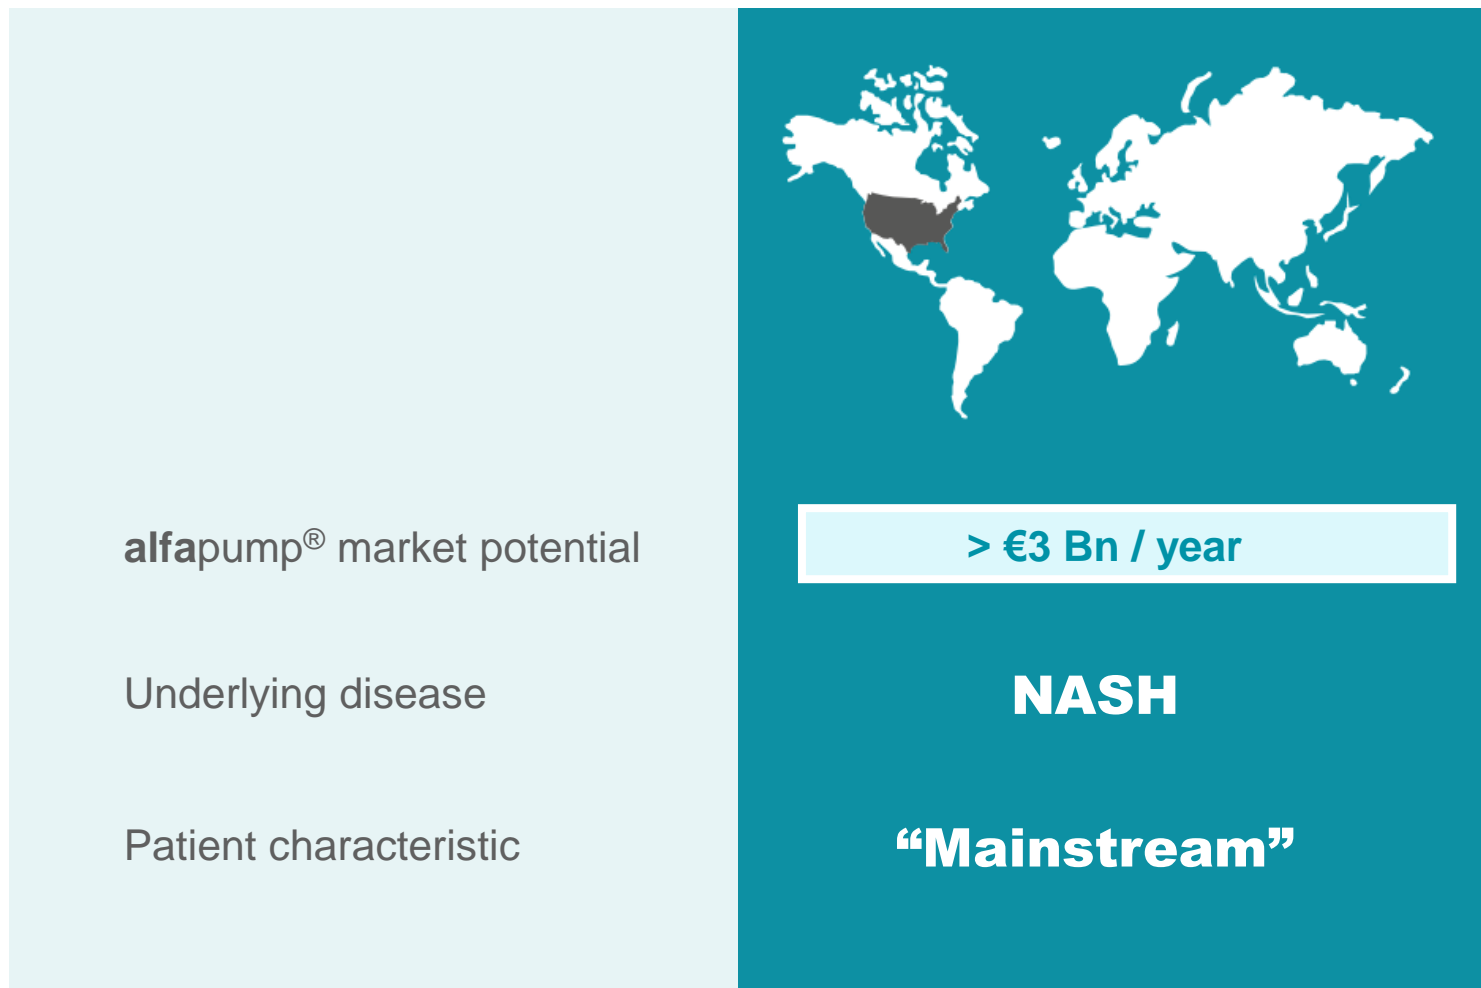 alfapump® market potential
> €3 Bn / year
Underlying disease
NASH
Patient characteristic
“Mainstream”